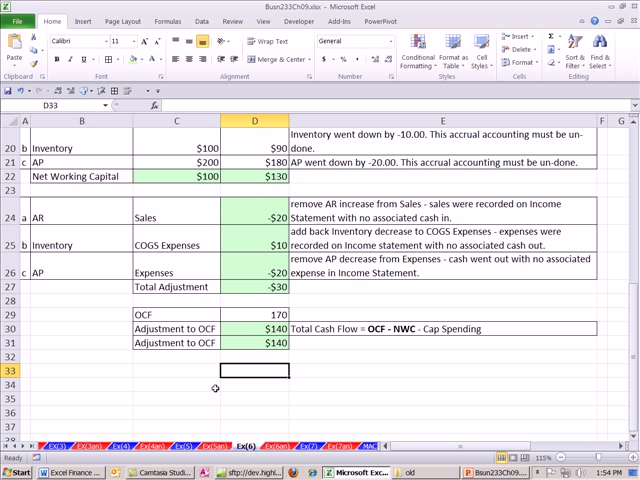 Busn233Ch09.xlsx - Microsoft Excel
File Home Insert Page Layout Formulas Data Review View Developer Add-Ins PowerPivot
Calibri 11 Wrap Text General Insert
Paste B I U Merge & Center $ % Conditional Formatting Format as Table Cell Styles Delete Format Sort & Filter Find & Select
Clipboard Font Alignment Number Styles Cells Editing
D33 fx
A B C D E F G
20 b Inventory $100 $90 Inventory went down by -10.00. This accrual accounting must be un-
done.
21 c AP $200 $180 AP went down by -20.00. This accrual accounting must be un-done.
22 Net Working Capital $100 $130
23
24 a AR Sales -$20 remove AR increase from Sales - sales were recorded on Income
Statement with no associated cash in.
25 b Inventory COGS Expenses $10 add back Inventory decrease to COGS Expenses - expenses were
recorded on Income statement with no associated cash out.
26 c AP Expenses -$20 remove AP decrease from Expenses - cash went out with no associated
expense in Income Statement.
27 Total Adjustment -$30
28
29 OCF 170
30 Adjustment to OCF $140 Total Cash Flow = OCF - NWC - Cap Spending
31 Adjustment to OCF $140
32
33
34
35
36
37
38
EX(3) EX(3an) Ex(4) Ex(4an) Ex(5) Ex(5an) Ex(6) Ex(6an) Ex(7) Ex(7an) MAC
Ready 115%
Start Excel Finance ... Camtasia Studi... sftp://dev.highl... Microsoft Exc... old Busn233Ch09... 1:54 PM